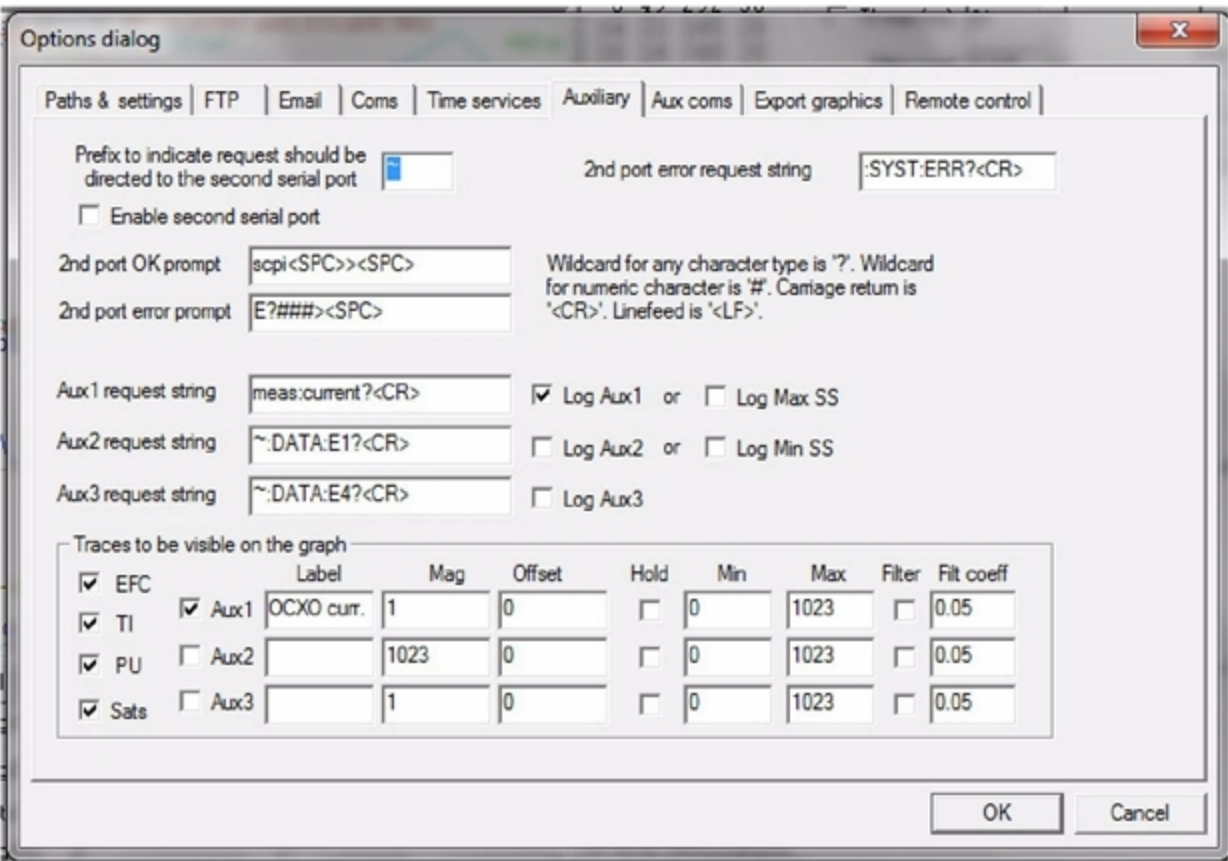 Options dialog
Paths & settings FTP Email Coms Time services Auxiliary Aux coms Export graphics Remote control
Prefix to indicate request should be
directed to the second serial port ~
2nd port error request string :SYST:ERR?<CR>
Enable second serial port
2nd port OK prompt scpi<SPC>><SPC>
2nd port error prompt E?###><SPC>
Wildcard for any character type is '?'. Wildcard
for numeric character is '#'. Carriage return is
'<CR>'. Linefeed is '<LF>'.
Aux1 request string meas:current?<CR> Log Aux1 or Log Max SS
Aux2 request string ~:DATA:E1?<CR> Log Aux2 or Log Min SS
Aux3 request string ~:DATA:E4?<CR> Log Aux3
Traces to be visible on the graph
Label Mag Offset Hold Min Max Filter Filt coeff
EFC
Aux1 OCXO curr. 1 0 0 1023 0.05
TI
Aux2 1023 0 0 1023 0.05
PU
Aux3 1 0 0 1023 0.05
Sats
OK Cancel